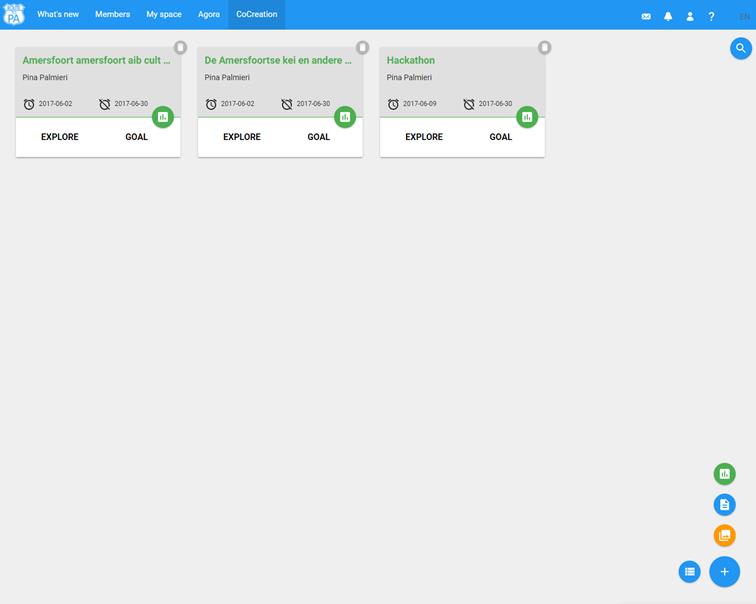 PA
What's new
Members
My space
Agora
CoCreation
EN
Amersfoort amersfoort aib cult ...
Pina Palmieri
2017-06-02
2017-06-30
EXPLORE
GOAL
De Amersfoortse kei en andere ...
Pina Palmieri
2017-06-02
2017-06-30
EXPLORE
GOAL
Hackathon
Pina Palmieri
2017-06-09
2017-06-30
EXPLORE
GOAL